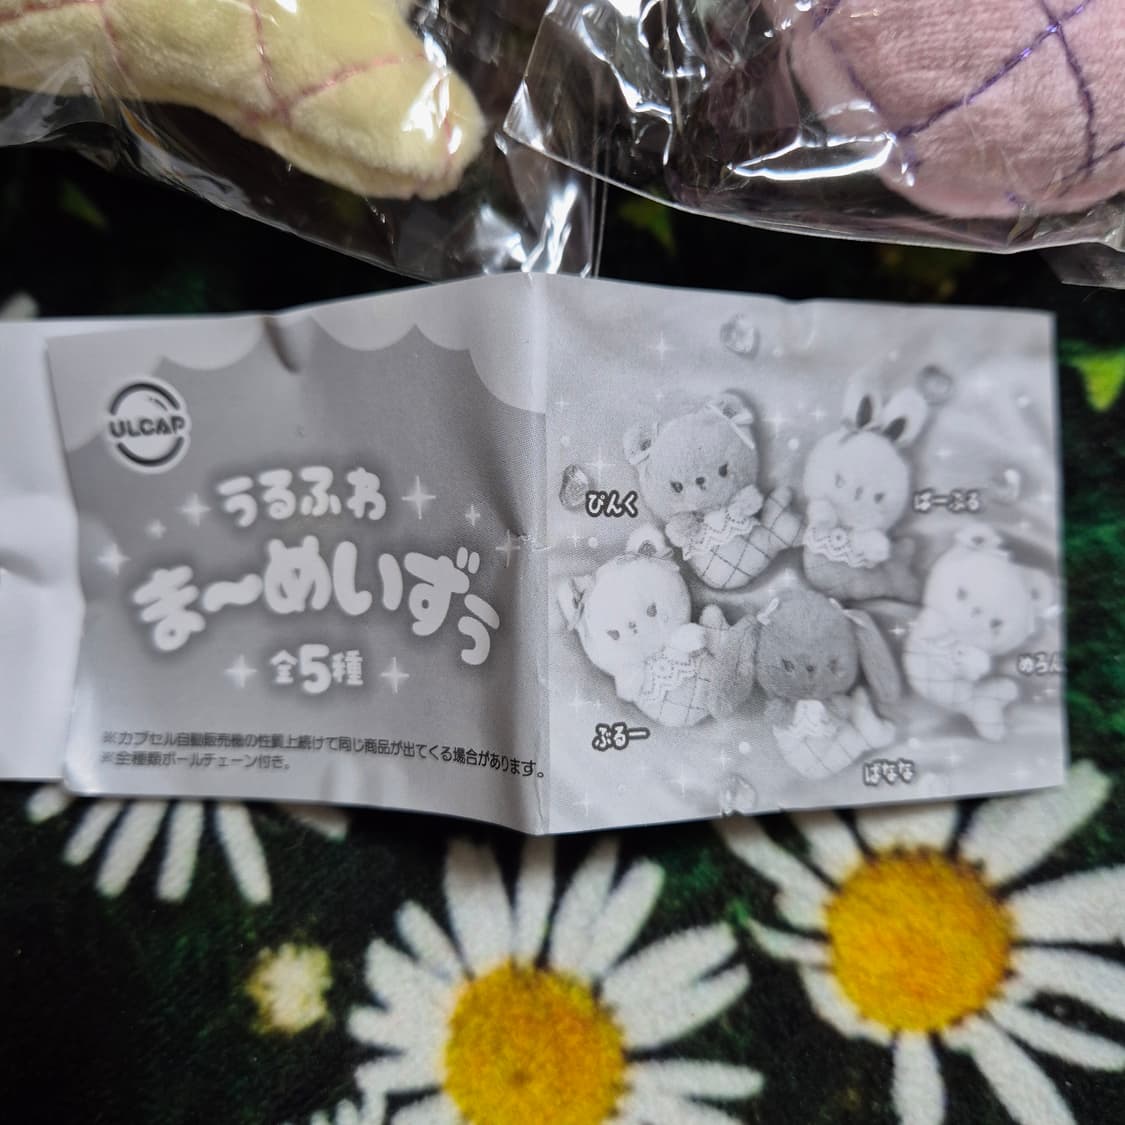 ULCAP
うるふわ
ま〜めいずぅ
全5種
※カプセル自動販売機の性質上続けて同じ商品が出てくる場合があります。
※全種類ボールチェーン付き。
ぴんく
ぱーぷる
ぶるー
めろん
ばなな